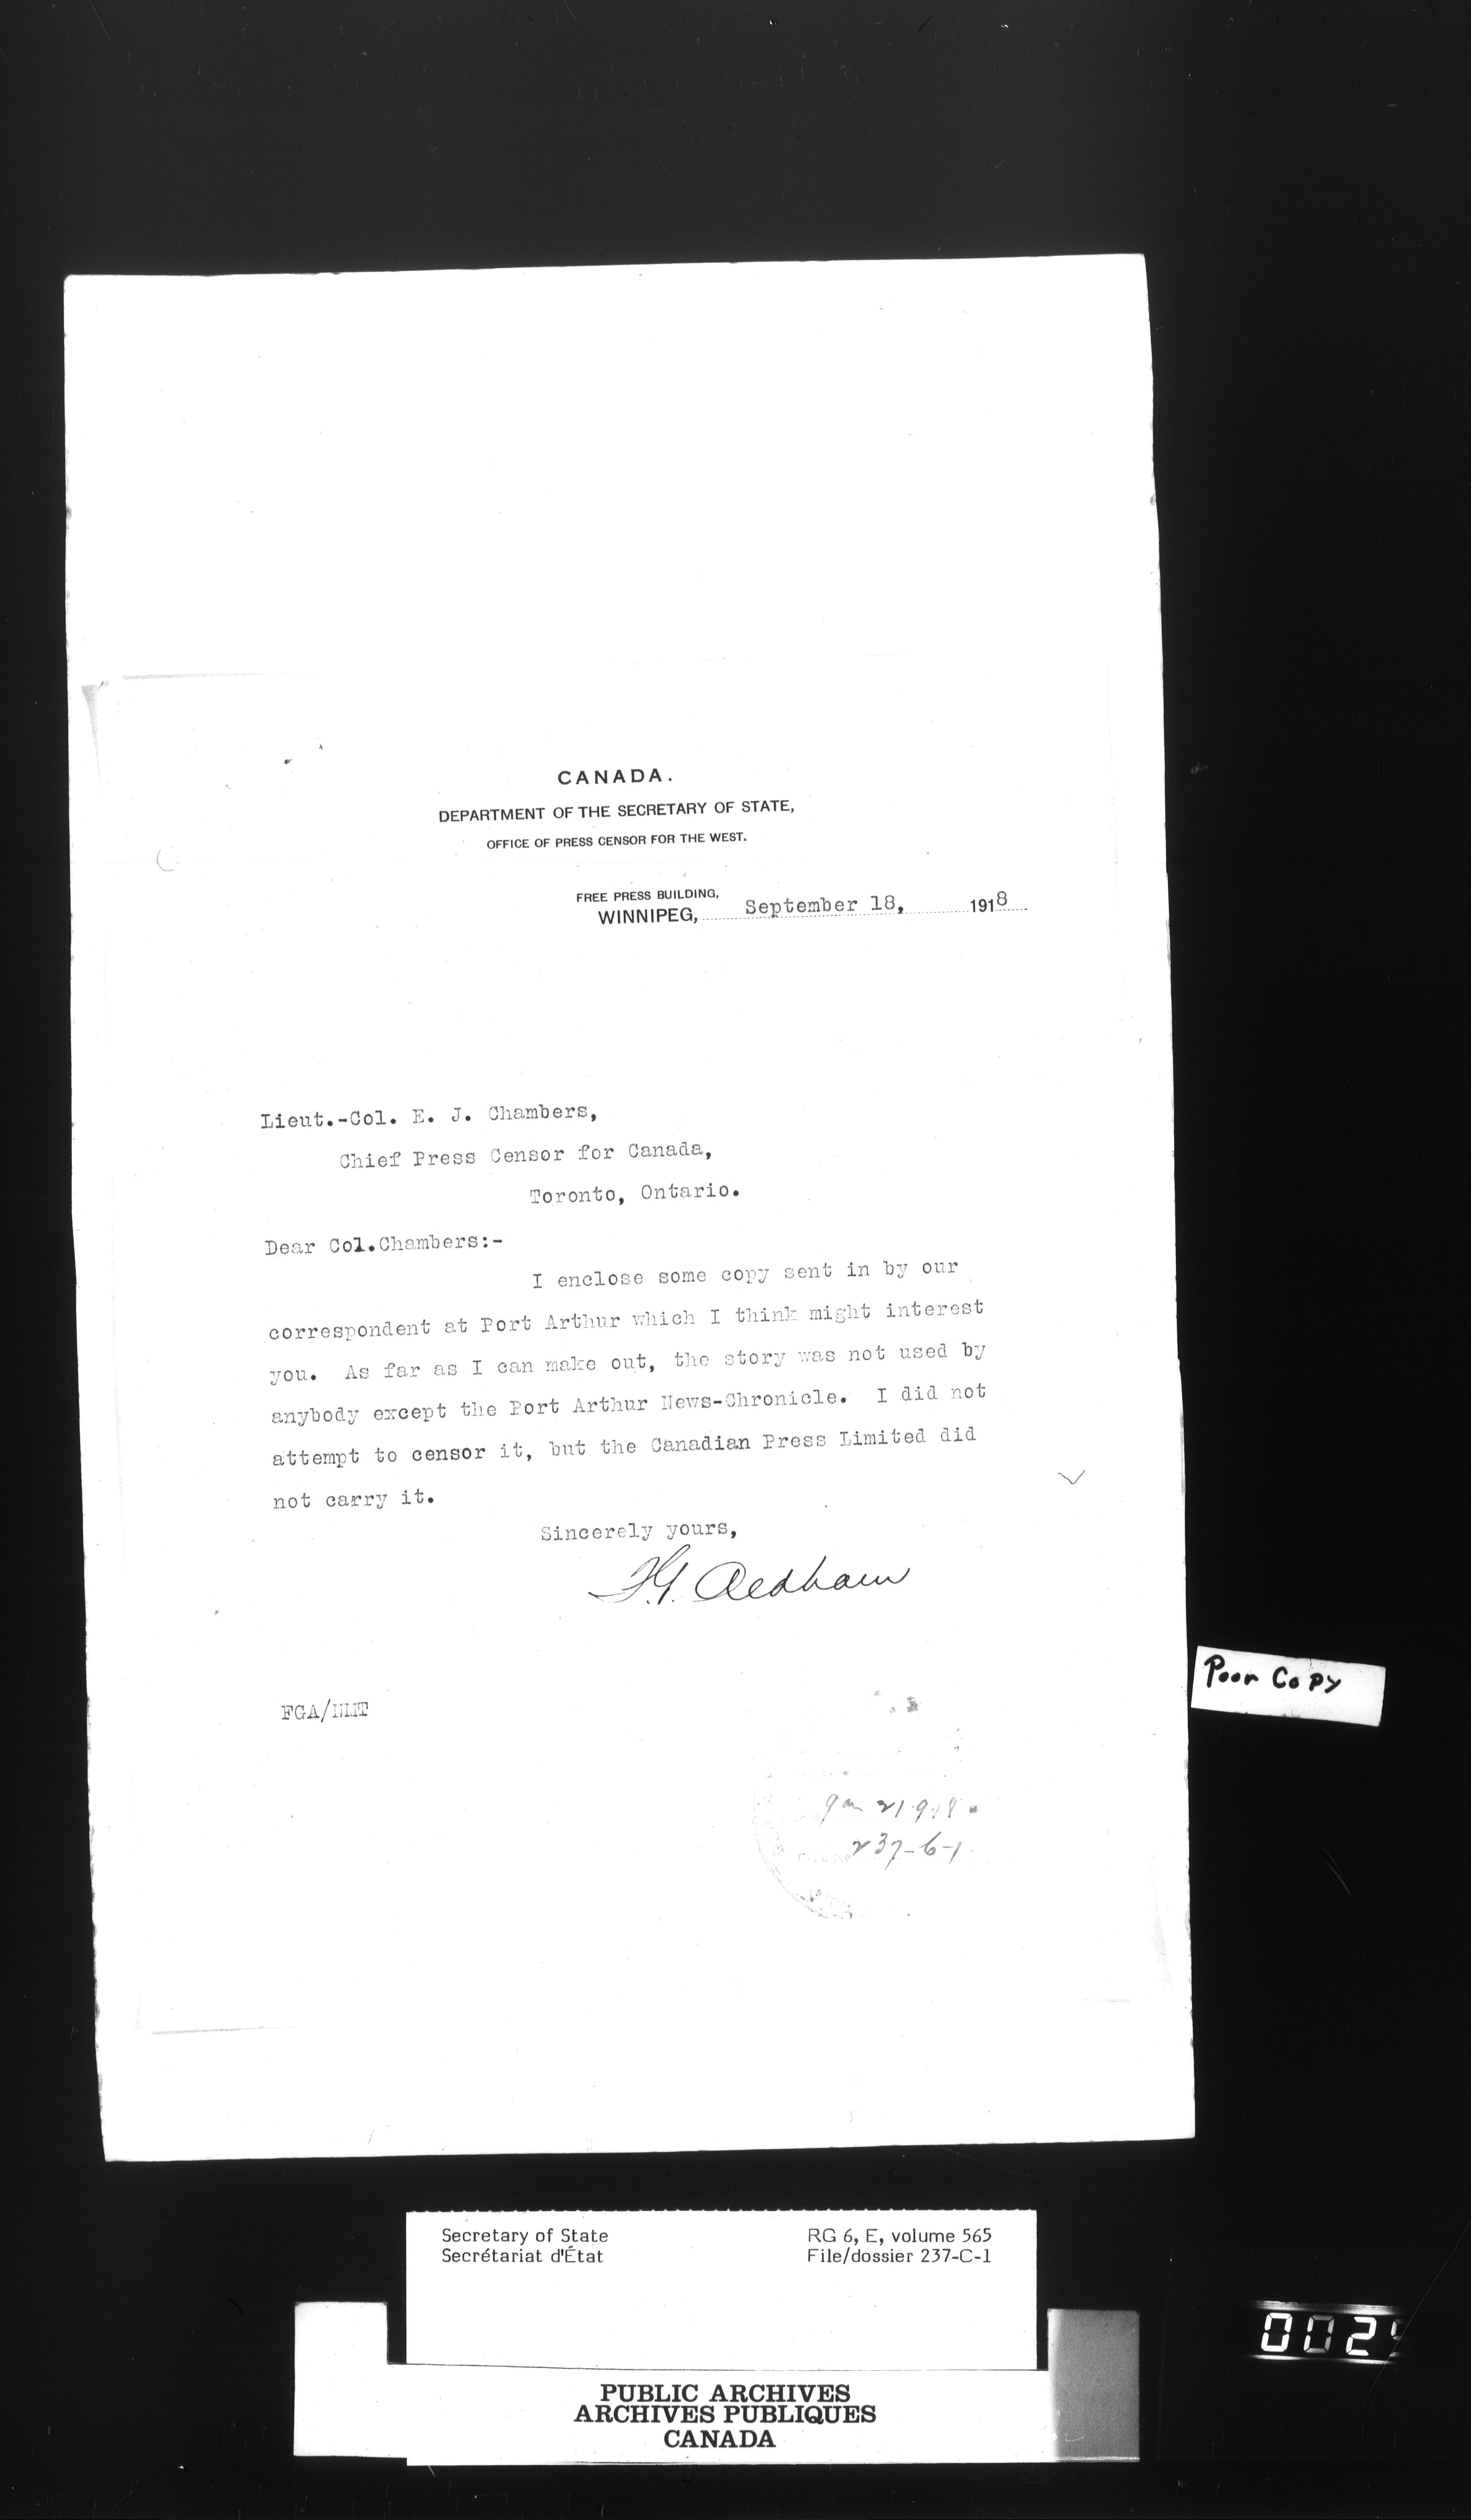 CANADA.
DEPARTMENT OF THE SECRETARY OF STATE,
OFFICE OF PRESS CENSOR FOR THE WEST.
FREE PRESS BUILDING,
WINNIPEG, September 18, 1918
Lieut.-Col. E. J. Chambers,
Chief Press Censor for Canada,
Toronto, Ontario.
Dear Col.Chambers:-
I enclose some copy sent in by our
correspondent at Port Arthur which I think might interest
you. As far as I can make out, the story was not used by
anybody except the Port Arthur News-Chronicle. I did not
attempt to censor it, but the Canadian Press Limited did
not carry it.
Sincerely yours,
F.G. Aldham
Poor Copy
FGA/
237-C-1
Secretary of State
Secrétariat d'État
RG 6, E, volume 565
File/dossier 237-C-1
002
PUBLIC ARCHIVES
ARCHIVES PUBLIQUES
CANADA